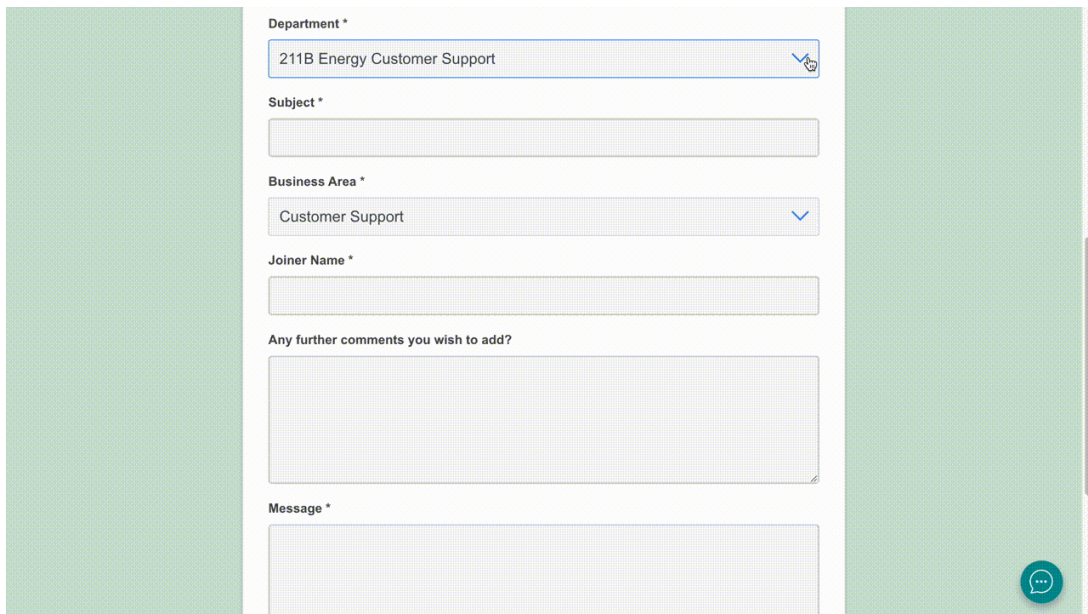 Department *
211B Energy Customer Support
Subject *
Business Area *
Customer Support
Joiner Name *
Any further comments you wish to add?
Message *